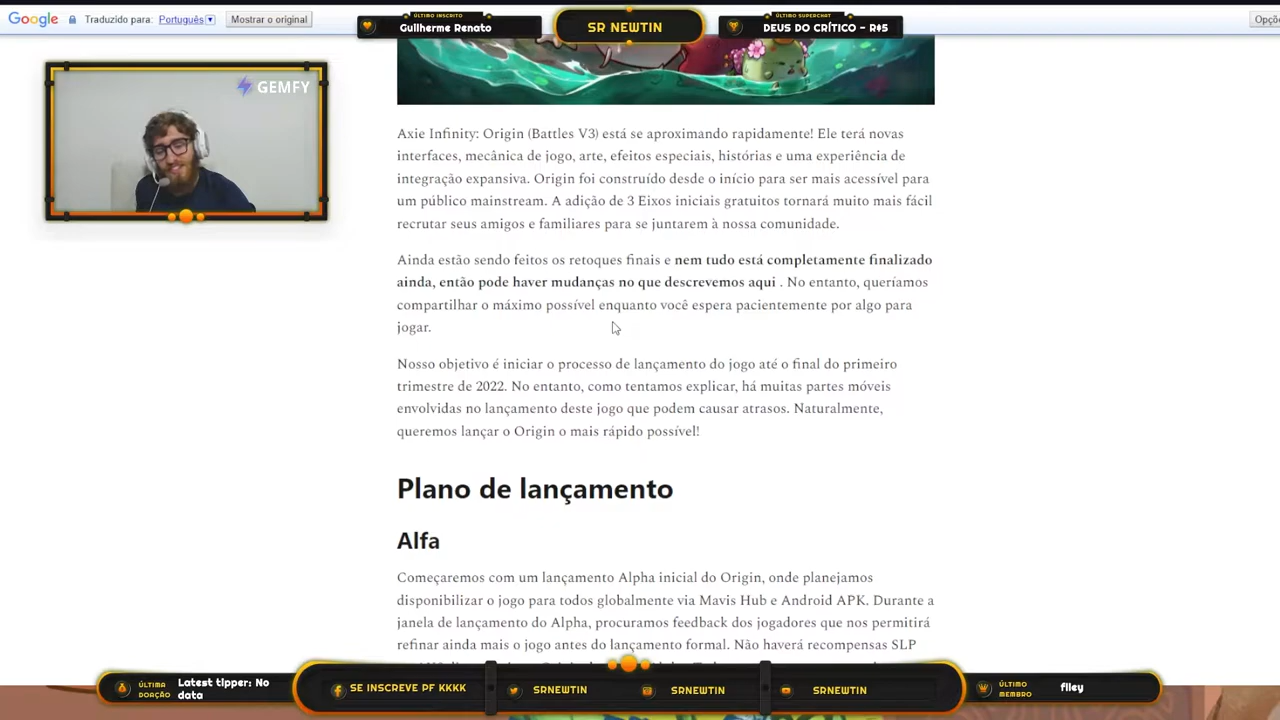 Google
Traduzido para:
Português
Mostrar o original
Opçõ
ÚLTIMO INSCRITO
Guilherme Renato
SR NEWTIN
ÚLTIMO SUPERCHAT
DEUS DO CRÍTICO - R$5
GEMFY
Axie Infinity: Origin (Battles V3) está se aproximando rapidamente! Ele terá novas
interfaces, mecânica de jogo, arte, efeitos especiais, histórias e uma experiência de
integração expansiva. Origin foi construído desde o início para ser mais acessível para
um público mainstream. A adição de 3 Eixos iniciais gratuitos tornará muito mais fácil
recrutar seus amigos e familiares para se juntarem à nossa comunidade.
Ainda estão sendo feitos os retoques finais e nem tudo está completamente finalizado
ainda, então pode haver mudanças no que descrevemos aqui . No entanto, queríamos
compartilhar o máximo possível enquanto você espera pacientemente por algo para
jogar.
Nosso objetivo é iniciar o processo de lançamento do jogo até o final do primeiro
trimestre de 2022. No entanto, como tentamos explicar, há muitas partes móveis
envolvidas no lançamento deste jogo que podem causar atrasos. Naturalmente,
queremos lançar o Origin o mais rápido possível!
Plano de lançamento
Alfa
Começaremos com um lançamento Alpha inicial do Origin, onde planejamos
disponibilizar o jogo para todos globalmente via Mavis Hub e Android APK. Durante a
janela de lançamento do Alpha, procuramos feedback dos jogadores que nos permitirá
refinar ainda mais o jogo antes do lançamento formal. Não haverá recompensas SLP
ÚLTIMA
DOAÇÃO
Latest tipper: No
data
SE INSCREVE PF KKKK
SRNEWTIN
SRNEWTIN
SRNEWTIN
ÚLTIMO
MEMBRO